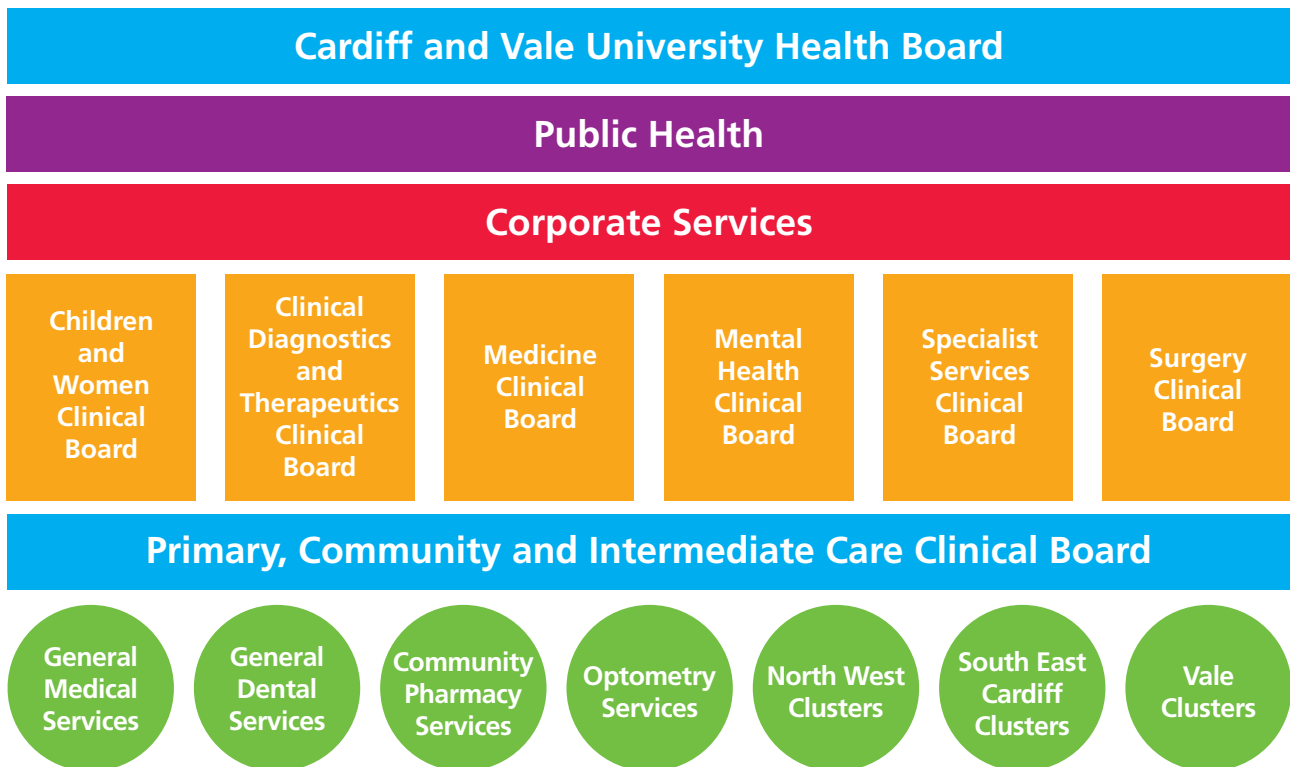 Cardiff and Vale University Health Board
Public Health
Corporate Services
Children
and
Women
Clinical
Board
Clinical
Diagnostics
and
Therapeutics
Clinical
Board
Medicine
Clinical
Board
Mental
Health
Clinical
Board
Specialist
Services
Clinical
Board
Surgery
Clinical
Board
Primary, Community and Intermediate Care Clinical Board
General
Medical
Services
General
Dental
Services
Community
Pharmacy
Services
Optometry
Services
North West
Clusters
South East
Cardiff
Clusters
Vale
Clusters